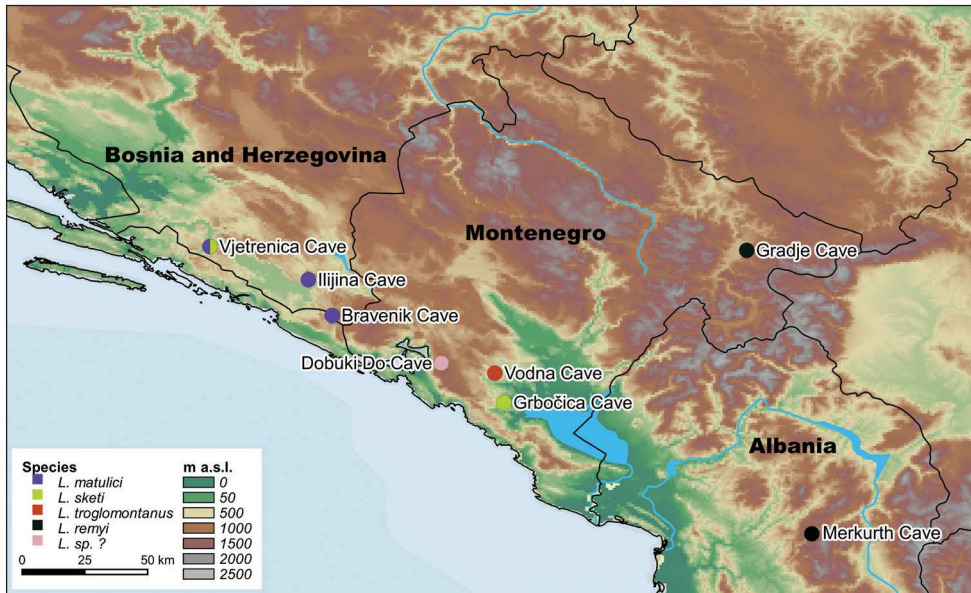 Bosnia and Herzegovina
Montenegro
Vjetrenica Cave
Gradje Cave
Ilijina Cave
Bravenik Cave
Dobuki Do Cave
Vodna Cave
Grbočica Cave
Albania
Merkurth Cave
Species
L. matulici
L. sketi
L. troglomontanus
L. remyi
L. sp. ?
0 25 50 km
m a.s.l.
0
50
500
1000
1500
2000
2500